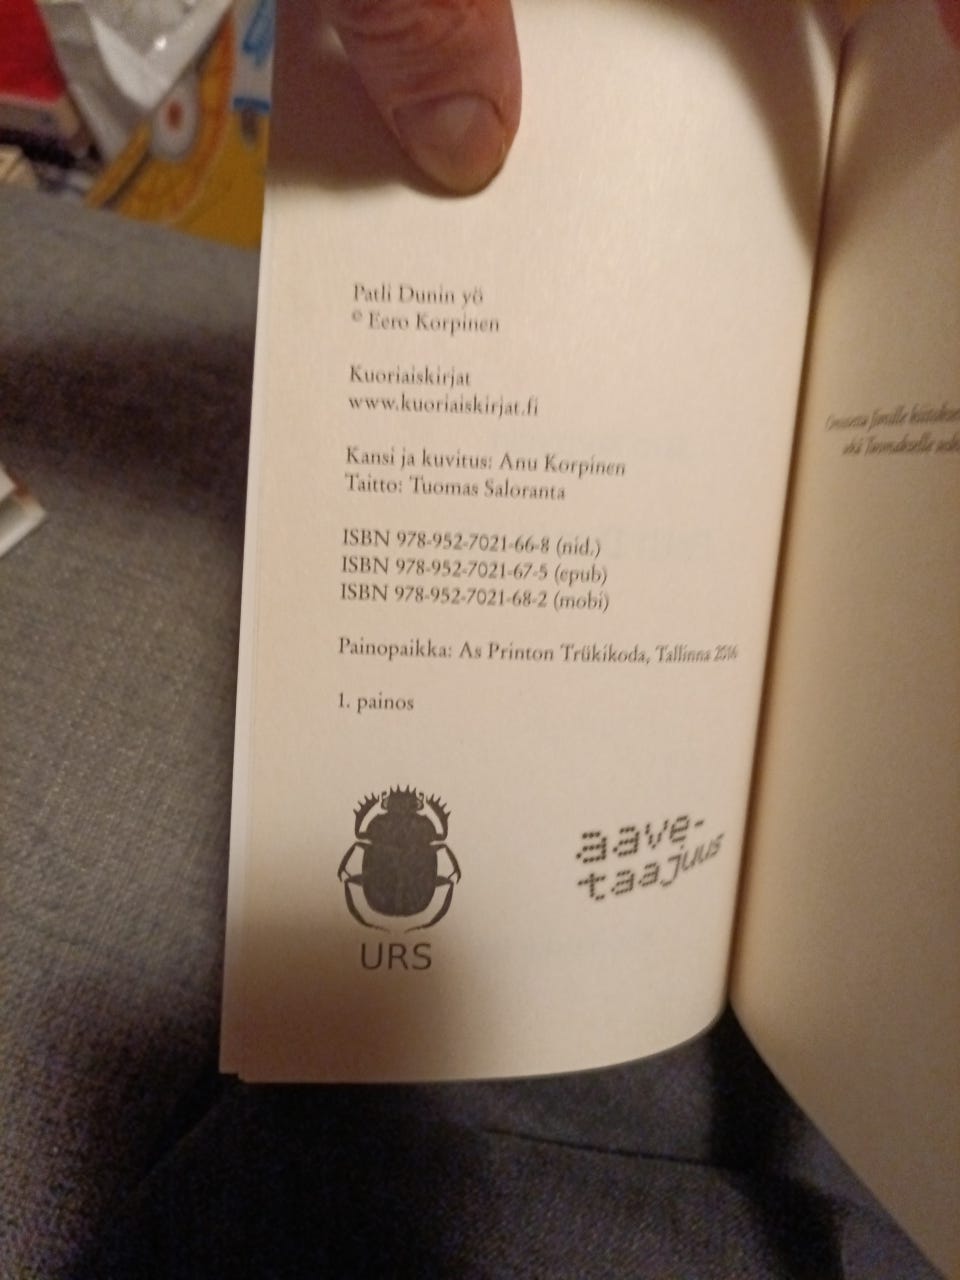 Patli Dunin yö
© Eero Korpinen
Kuoriaiskirjat
www.kuoriaiskirjat.fi
Kansi ja kuvitus: Anu Korpinen
Taitto: Tuomas Saloranta
ISBN 978-952-7021-66-8 (nid.)
ISBN 978-952-7021-67-5 (epub)
ISBN 978-952-7021-68-2 (mobi)
Painopaikka: As Printon Trükikoda, Tallinna 2016
1. painos
aave-
taajuus
URS